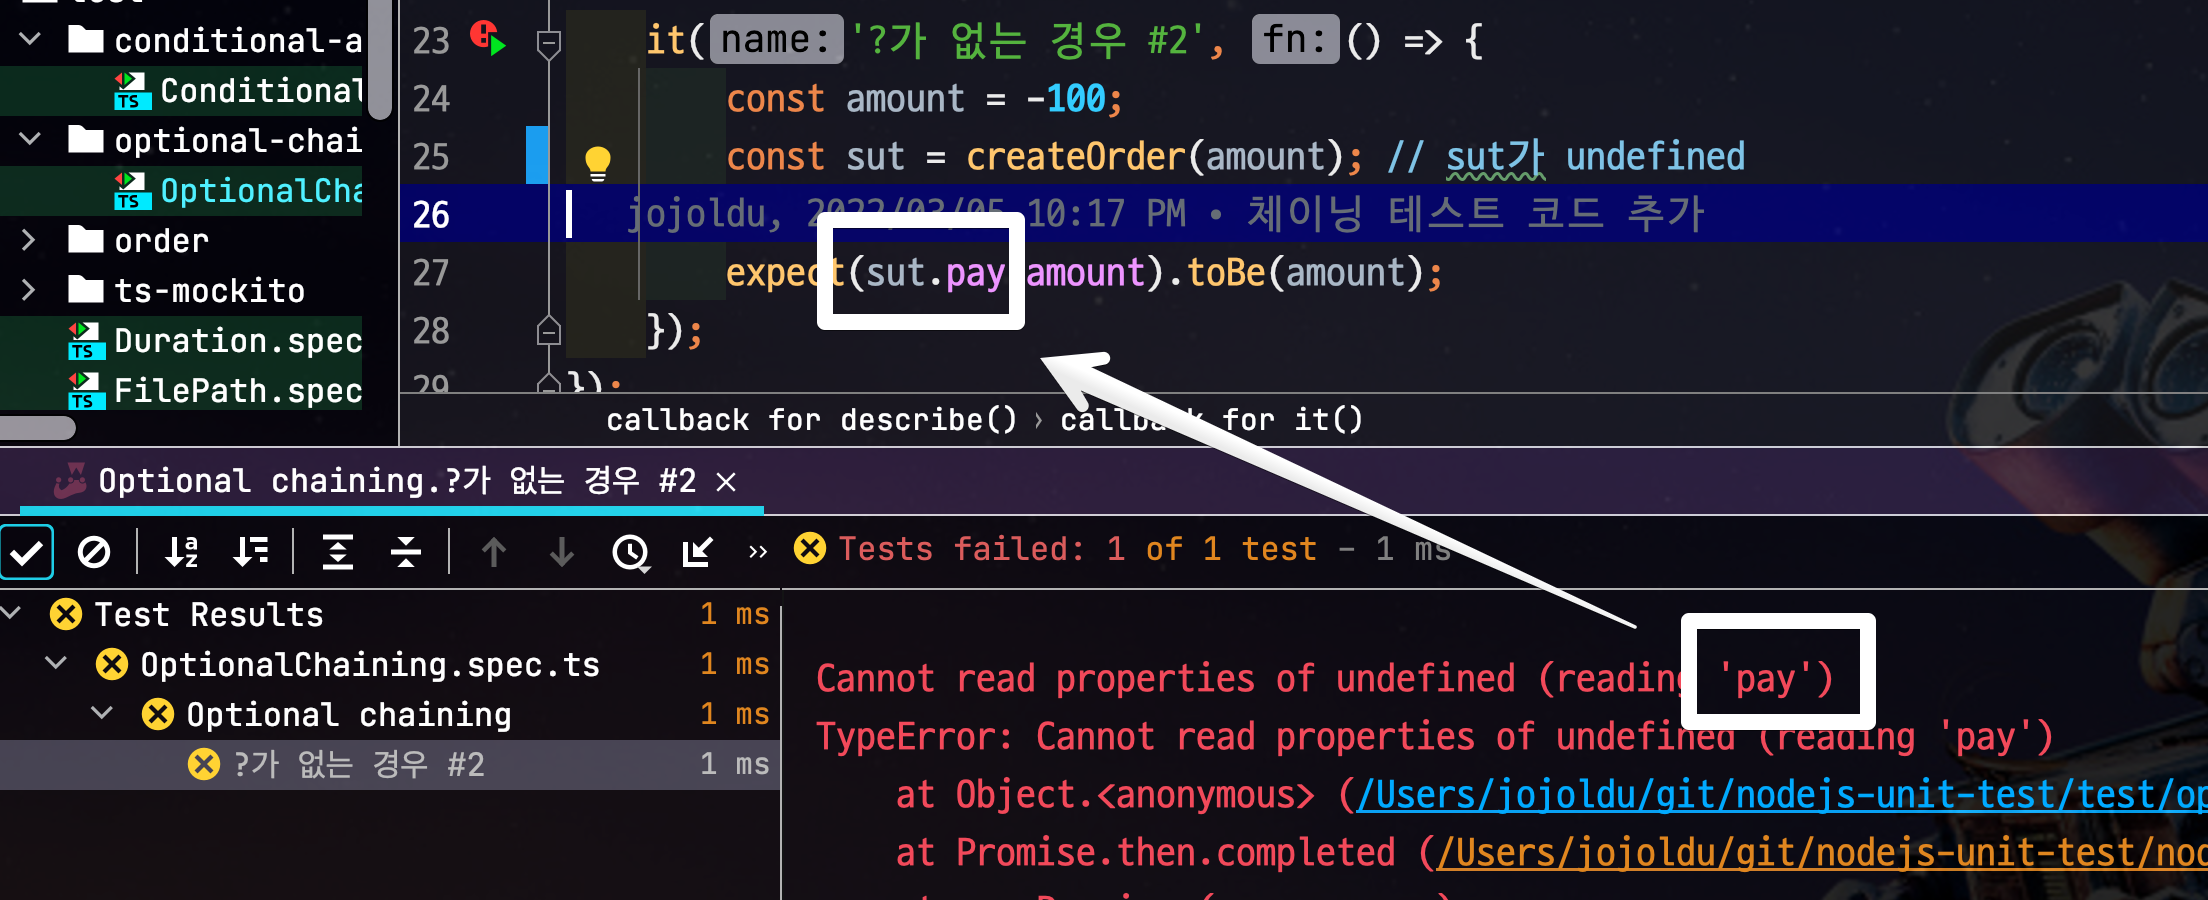 conditional-a
Conditional
optional-chai
OptionalCha
order
ts-mockito
Duration.spec
FilePath.spec
23 it( name: '?가 없는 경우 #2', fn: () => {
24 const amount = -100;
25 const sut = createOrder(amount); // sut가 undefined
26 jojoldu, 2022/03/05 10:17 PM • 체이닝 테스트 코드 추가
27 expect(sut.pay amount).toBe(amount);
28 });
29 });
callback for describe() › callback for it()
Optional chaining.?가 없는 경우 #2 ×
Tests failed: 1 of 1 test – 1 ms
Test Results 1 ms
OptionalChaining.spec.ts 1 ms
Optional chaining 1 ms
?가 없는 경우 #2 1 ms
Cannot read properties of undefined (reading 'pay')
TypeError: Cannot read properties of undefined (reading 'pay')
at Object.<anonymous> (/Users/jojoldu/git/nodejs-unit-test/test/op
at Promise.then.completed (/Users/jojoldu/git/nodejs-unit-test/nod